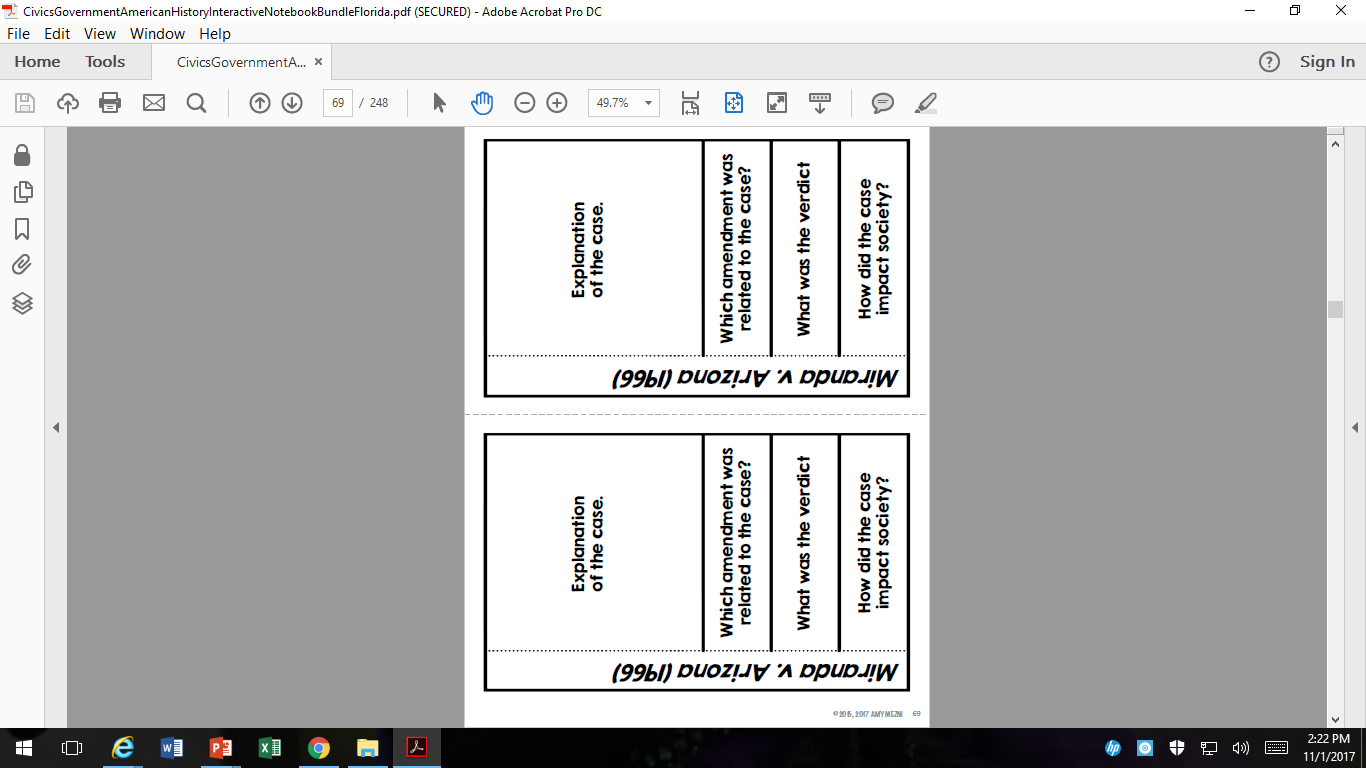 CivicsGovernmentAmericanHistoryInteractiveNotebookBundleFlorida.pdf (SECURED) - Adobe Acrobat Pro DC
File Edit View Window Help
Home Tools CivicsGovernmentA... × ? Sign In
69 / 248 49.7%
Explanation
of the case.
Which amendment was
related to the case?
What was the verdict
How did the case
impact society?
Miranda v. Arizona (1966)
Explanation
of the case.
Which amendment was
related to the case?
What was the verdict
How did the case
impact society?
Miranda v. Arizona (1966)
© 2015, 2017 AMY MEZNI 69
2:22 PM
11/1/2017